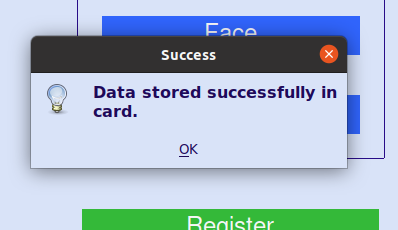 Face
Success
Data stored successfully in
card.
OK
Register